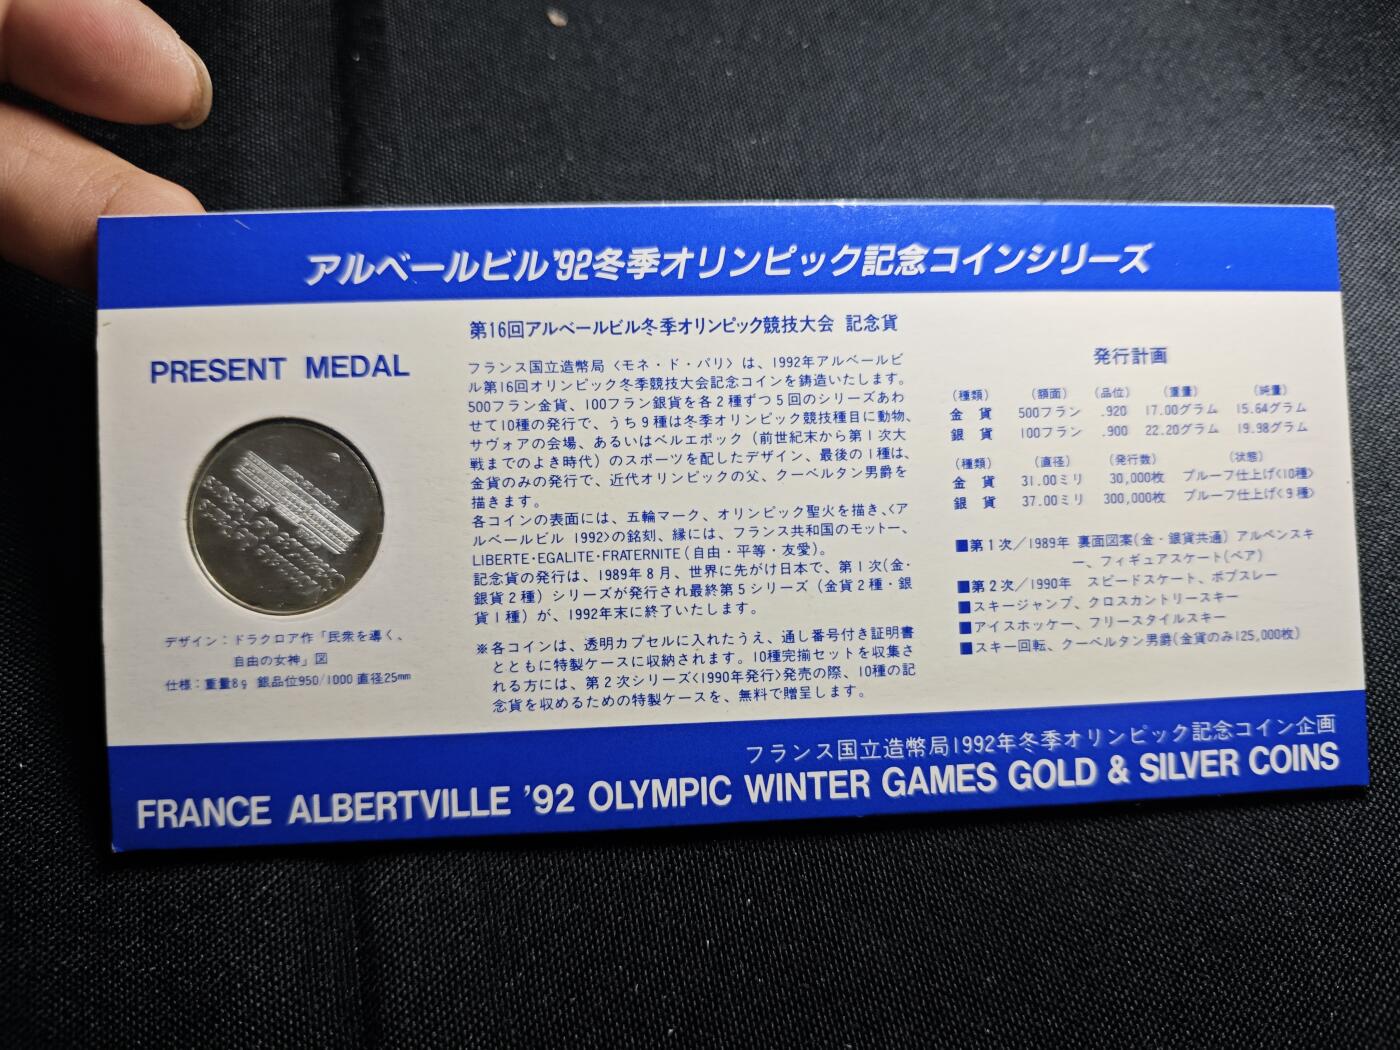 アルベールビル'92冬季オリンピック記念コインシリーズ
PRESENT MEDAL
デザイン：ドラクロア作「民衆を導く、
自由の女神」図
仕様：重量8g 銀品位950/1000 直径25mm
第16回アルベールビル冬季オリンピック競技大会 記念貨
フランス国立造幣局〈モネ・ド・パリ〉は、1992年アルベールビ
ル第16回オリンピック冬季競技大会記念コインを鋳造いたします。
500フラン金貨、100フラン銀貨を各2種ずつ5回のシリーズあわ
せて10種の発行で、うち9種は冬季オリンピック競技種目に動物、
サヴォアの会場、あるいはベルエポック（前世紀末から第1次大
戦までのよき時代）のスポーツを配したデザイン、最後の1種は、
金貨のみの発行で、近代オリンピックの父、クーベルタン男爵を
描きます。
各コインの表面には、五輪マーク、オリンピック聖火を描き、〈ア
ルベールビル 1992〉の銘刻、縁には、フランス共和国のモットー、
LIBERTE・EGALITE・FRATERNITE（自由・平等・友愛）。
記念貨の発行は、1989年8月、世界に先がけ日本で、第1次（金・
銀貨2種）シリーズが発行され最終第5シリーズ（金貨2種・銀
貨1種）が、1992年末に終了いたします。
※各コインは、透明カプセルに入れたうえ、通し番号付き証明書
とともに特製ケースに収納されます。10種完揃セットを収集さ
れる方には、第2次シリーズ〈1990年発行〉発売の際、10種の記
念貨を収めるための特製ケースを、無料で贈呈します。
発行計画
（種類） （額面） （品位） （重量） （純量）
金 貨 500フラン .920 17.00グラム 15.64グラム
銀 貨 100フラン .900 22.20グラム 19.98グラム
（種類） （直径） （発行数） （状態）
金 貨 31.00ミリ 30,000枚 プルーフ仕上げ〈10種〉
銀 貨 37.00ミリ 300,000枚 プルーフ仕上げ〈9種〉
■第1次／1989年 裏面図案（金・銀貨共通）アルペンスキ
ー、フィギュアスケート（ペア）
■第2次／1990年 スピードスケート、ボブスレー
■スキージャンプ、クロスカントリースキー
■アイスホッケー、フリースタイルスキー
■スキー回転、クーベルタン男爵（金貨のみ125,000枚）
フランス国立造幣局1992年冬季オリンピック記念コイン企画
FRANCE ALBERTVILLE '92 OLYMPIC WINTER GAMES GOLD & SILVER COINS